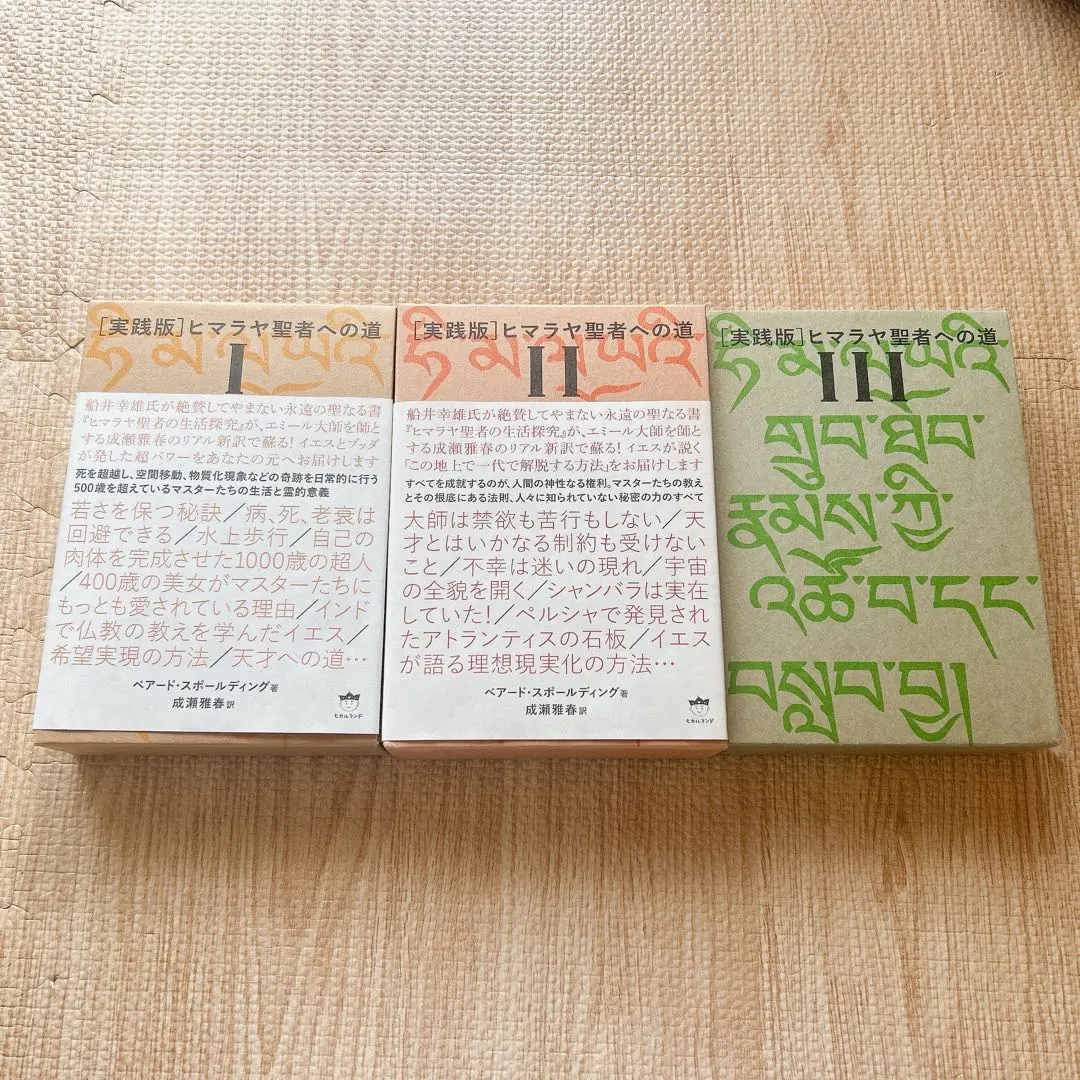 [実践版]ヒマラヤ聖者への道
I
船井幸雄氏が絶賛してやまない永遠の聖なる書
『ヒマラヤ聖者の生活探究』が、エミール大師を師と
する成瀬雅春のリアル新訳で蘇る! イエスとブッダ
が発した超パワーをあなたの元へお届けします
死を超越し、空間移動、物質化現象などの奇跡を日常的に行う
500歳を超えているマスターたちの生活と霊的意義
若さを保つ秘訣/病、死、老衰は
回避できる/水上歩行/自己の
肉体を完成させた1000歳の超人
/400歳の美女がマスターたちに
もっとも愛されている理由/インド
で仏教の教えを学んだイエス/
希望実現の方法/天才への道…
ベアード・スポールディング著
成瀬雅春訳
ヒカルランド
[実践版]ヒマラヤ聖者への道
II
船井幸雄氏が絶賛してやまない永遠の聖なる書
『ヒマラヤ聖者の生活探究』が、エミール大師を師と
する成瀬雅春のリアル新訳で蘇る! イエスが説く
「この地上で一代で解脱する方法」をお届けします
すべてを成就するのが、人間の神性なる権利。マスターたちの教え
とその根底にある法則、人々に知られていない秘密の力のすべて
大師は禁欲も苦行もしない/天
才とはいかなる制約も受けない
こと/不幸は迷いの現れ/宇宙
の全貌を開く/シャンバラは実在
していた!/ペルシャで発見され
たアトランティスの石板/イエス
が語る理想現実化の方法…
ベアード・スポールディング著
成瀬雅春訳
ヒカルランド
[実践版]ヒマラヤ聖者への道
III